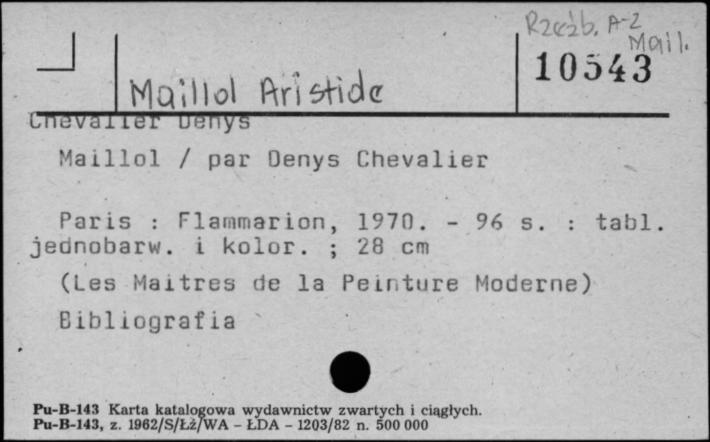 Rzeźb. A-Z
Mail.
10543
Maillol Aristide
Chevalier Denys
Maillol / par Denys Chevalier
Paris : Flammarion, 1970. - 96 s. : tabl.
jednobarw. i kolor. ; 28 cm
(Les Maitres de la Peinture Moderne)
Bibliografia
Pu-B-143 Karta katalogowa wydawnictw zwartych i ciągłych.
Pu-B-143, z. 1962/S/Łż/WA – ŁDA – 1203/82 n. 500 000